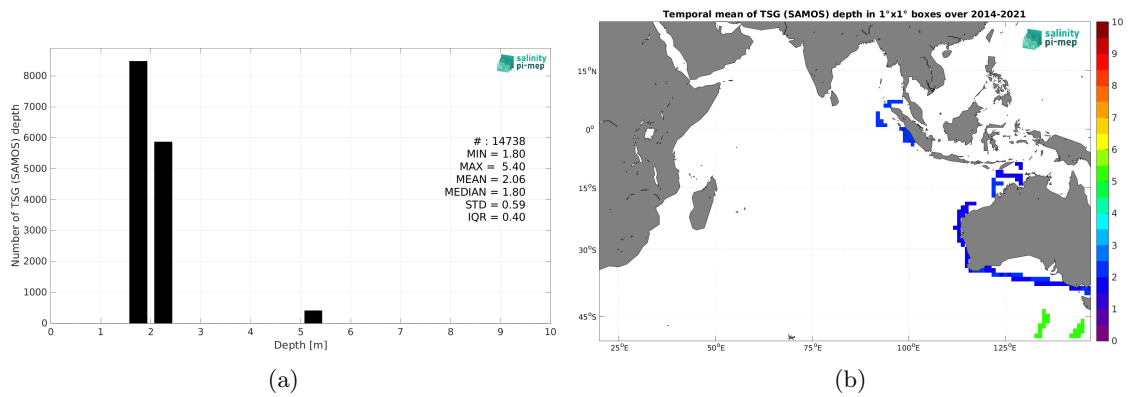 salinity
pi-mep
8000
7000
6000
5000
4000
3000
2000
1000
0
Number of TSG (SAMOS) depth
# : 14738
MIN = 1.80
MAX = 5.40
MEAN = 2.06
MEDIAN = 1.80
STD = 0.59
IQR = 0.40
0 1 2 3 4 5 6 7 8 9 10
Depth [m]
(a)
Temporal mean of TSG (SAMOS) depth in 1°x1° boxes over 2014-2021
salinity
pi-mep
15°N
0°
15°S
30°S
45°S
25°E 50°E 75°E 100°E 125°E
10
9
8
7
6
5
4
3
2
1
0
(b)